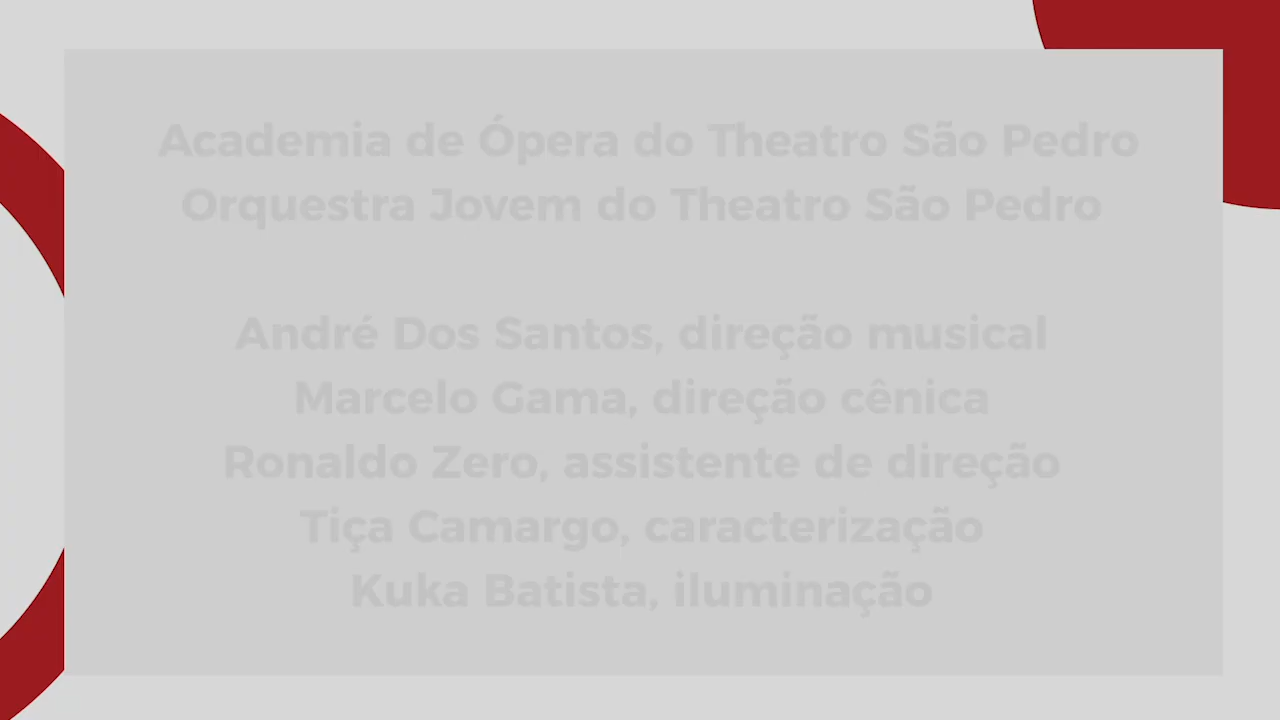 Academia de Ópera do Theatro São Pedro
Orquestra Jovem do Theatro São Pedro
André Dos Santos, direção musical
Marcelo Gama, direção cênica
Ronaldo Zero, assistente de direção
Tiça Camargo, caracterização
Kuka Batista, iluminação